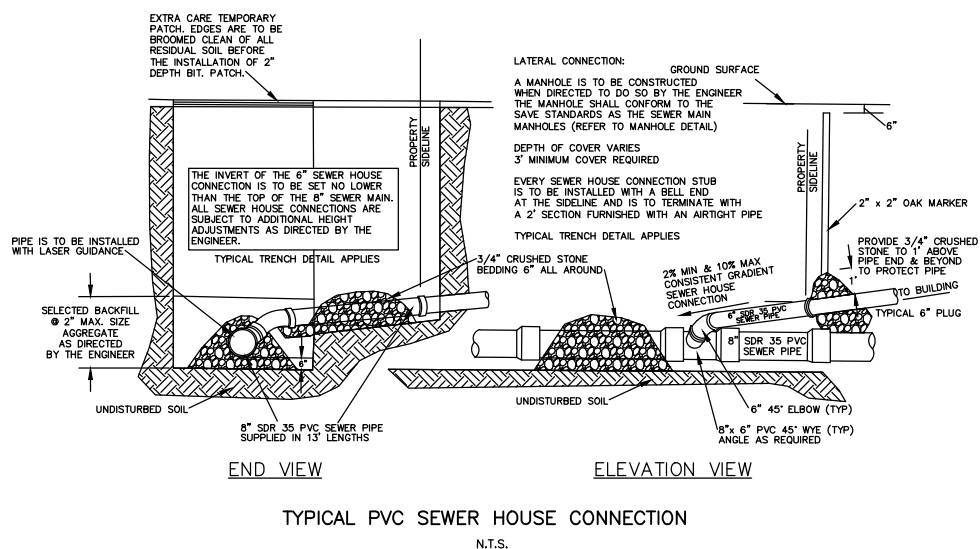 EXTRA CARE TEMPORARY
PATCH. EDGES ARE TO BE
BROOMED CLEAN OF ALL
RESIDUAL SOIL BEFORE
THE INSTALLATION OF 2"
DEPTH BIT. PATCH.
PROPERTY
SIDELINE
THE INVERT OF THE 6" SEWER HOUSE
CONNECTION IS TO BE SET NO LOWER
THAN THE TOP OF THE 8" SEWER MAIN.
ALL SEWER HOUSE CONNECTIONS ARE
SUBJECT TO ADDITIONAL HEIGHT
ADJUSTMENTS AS DIRECTED BY THE
ENGINEER.
TYPICAL TRENCH DETAIL APPLIES
PIPE IS TO BE INSTALLED
WITH LASER GUIDANCE
SELECTED BACKFILL
@ 2" MAX. SIZE
AGGREGATE
AS DIRECTED
BY THE ENGINEER
3/4" CRUSHED STONE
BEDDING 6" ALL AROUND
6"
UNDISTURBED SOIL
8" SDR 35 PVC SEWER PIPE
SUPPLIED IN 13' LENGTHS
END VIEW
LATERAL CONNECTION:
A MANHOLE IS TO BE CONSTRUCTED
WHEN DIRECTED TO DO SO BY THE ENGINEER
THE MANHOLE SHALL CONFORM TO THE
SAVE STANDARDS AS THE SEWER MAIN
MANHOLES (REFER TO MANHOLE DETAIL)
DEPTH OF COVER VARIES
3' MINIMUM COVER REQUIRED
EVERY SEWER HOUSE CONNECTION STUB
IS TO BE INSTALLED WITH A BELL END
AT THE SIDELINE AND IS TO TERMINATE WITH
A 2' SECTION FURNISHED WITH AN AIRTIGHT PIPE
TYPICAL TRENCH DETAIL APPLIES
GROUND SURFACE
6"
PROPERTY
SIDELINE
2" x 2" OAK MARKER
PROVIDE 3/4" CRUSHED
STONE TO 1' ABOVE
PIPE END & BEYOND
TO PROTECT PIPE
1'
2% MIN & 10% MAX
CONSISTENT GRADIENT
SEWER HOUSE
CONNECTION
TO BUILDING
TYPICAL 6" PLUG
6" SDR 35 PVC
SEWER PIPE
8" SDR 35 PVC
SEWER PIPE
UNDISTURBED SOIL
6" 45° ELBOW (TYP)
8"x 6" PVC 45° WYE (TYP)
ANGLE AS REQUIRED
ELEVATION VIEW
TYPICAL PVC SEWER HOUSE CONNECTION
N.T.S.